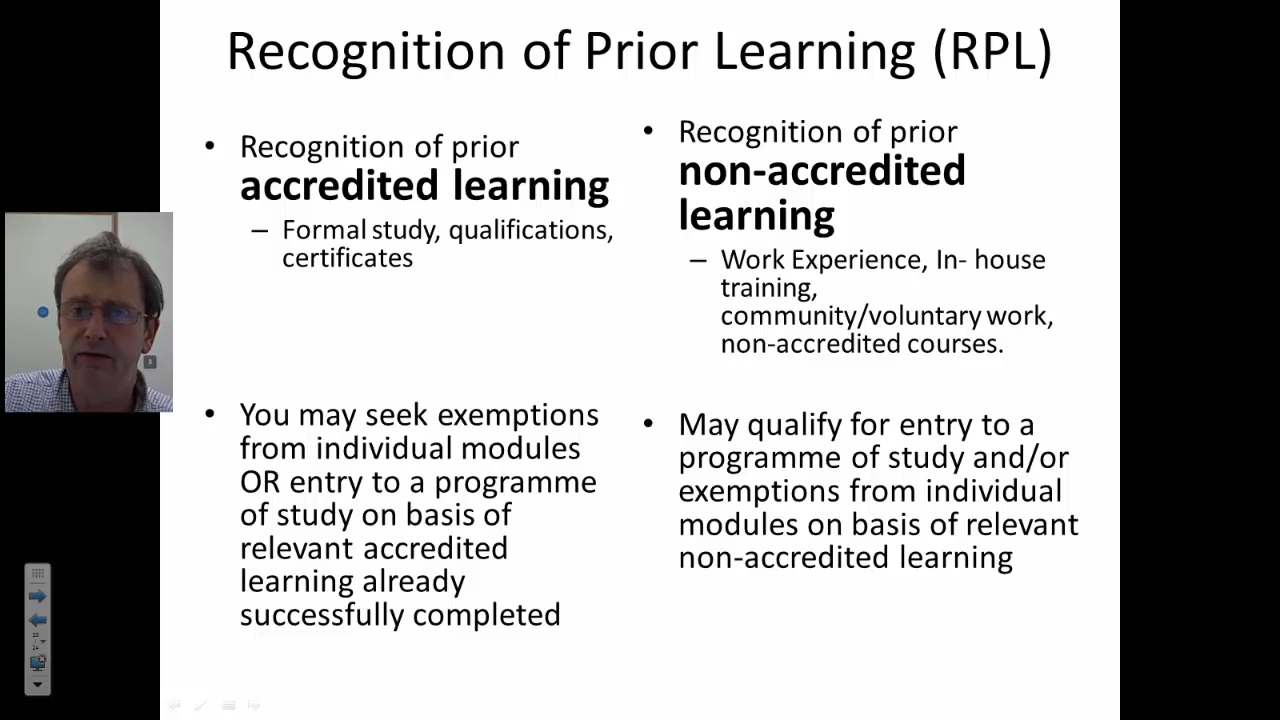 Recognition of Prior Learning (RPL)
• Recognition of prior
accredited learning
– Formal study, qualifications,
certificates
• You may seek exemptions
from individual modules
OR entry to a programme
of study on basis of
relevant accredited
learning already
successfully completed
• Recognition of prior
non-accredited
learning
– Work Experience, In- house
training,
community/voluntary work,
non-accredited courses.
• May qualify for entry to a
programme of study and/or
exemptions from individual
modules on basis of relevant
non-accredited learning